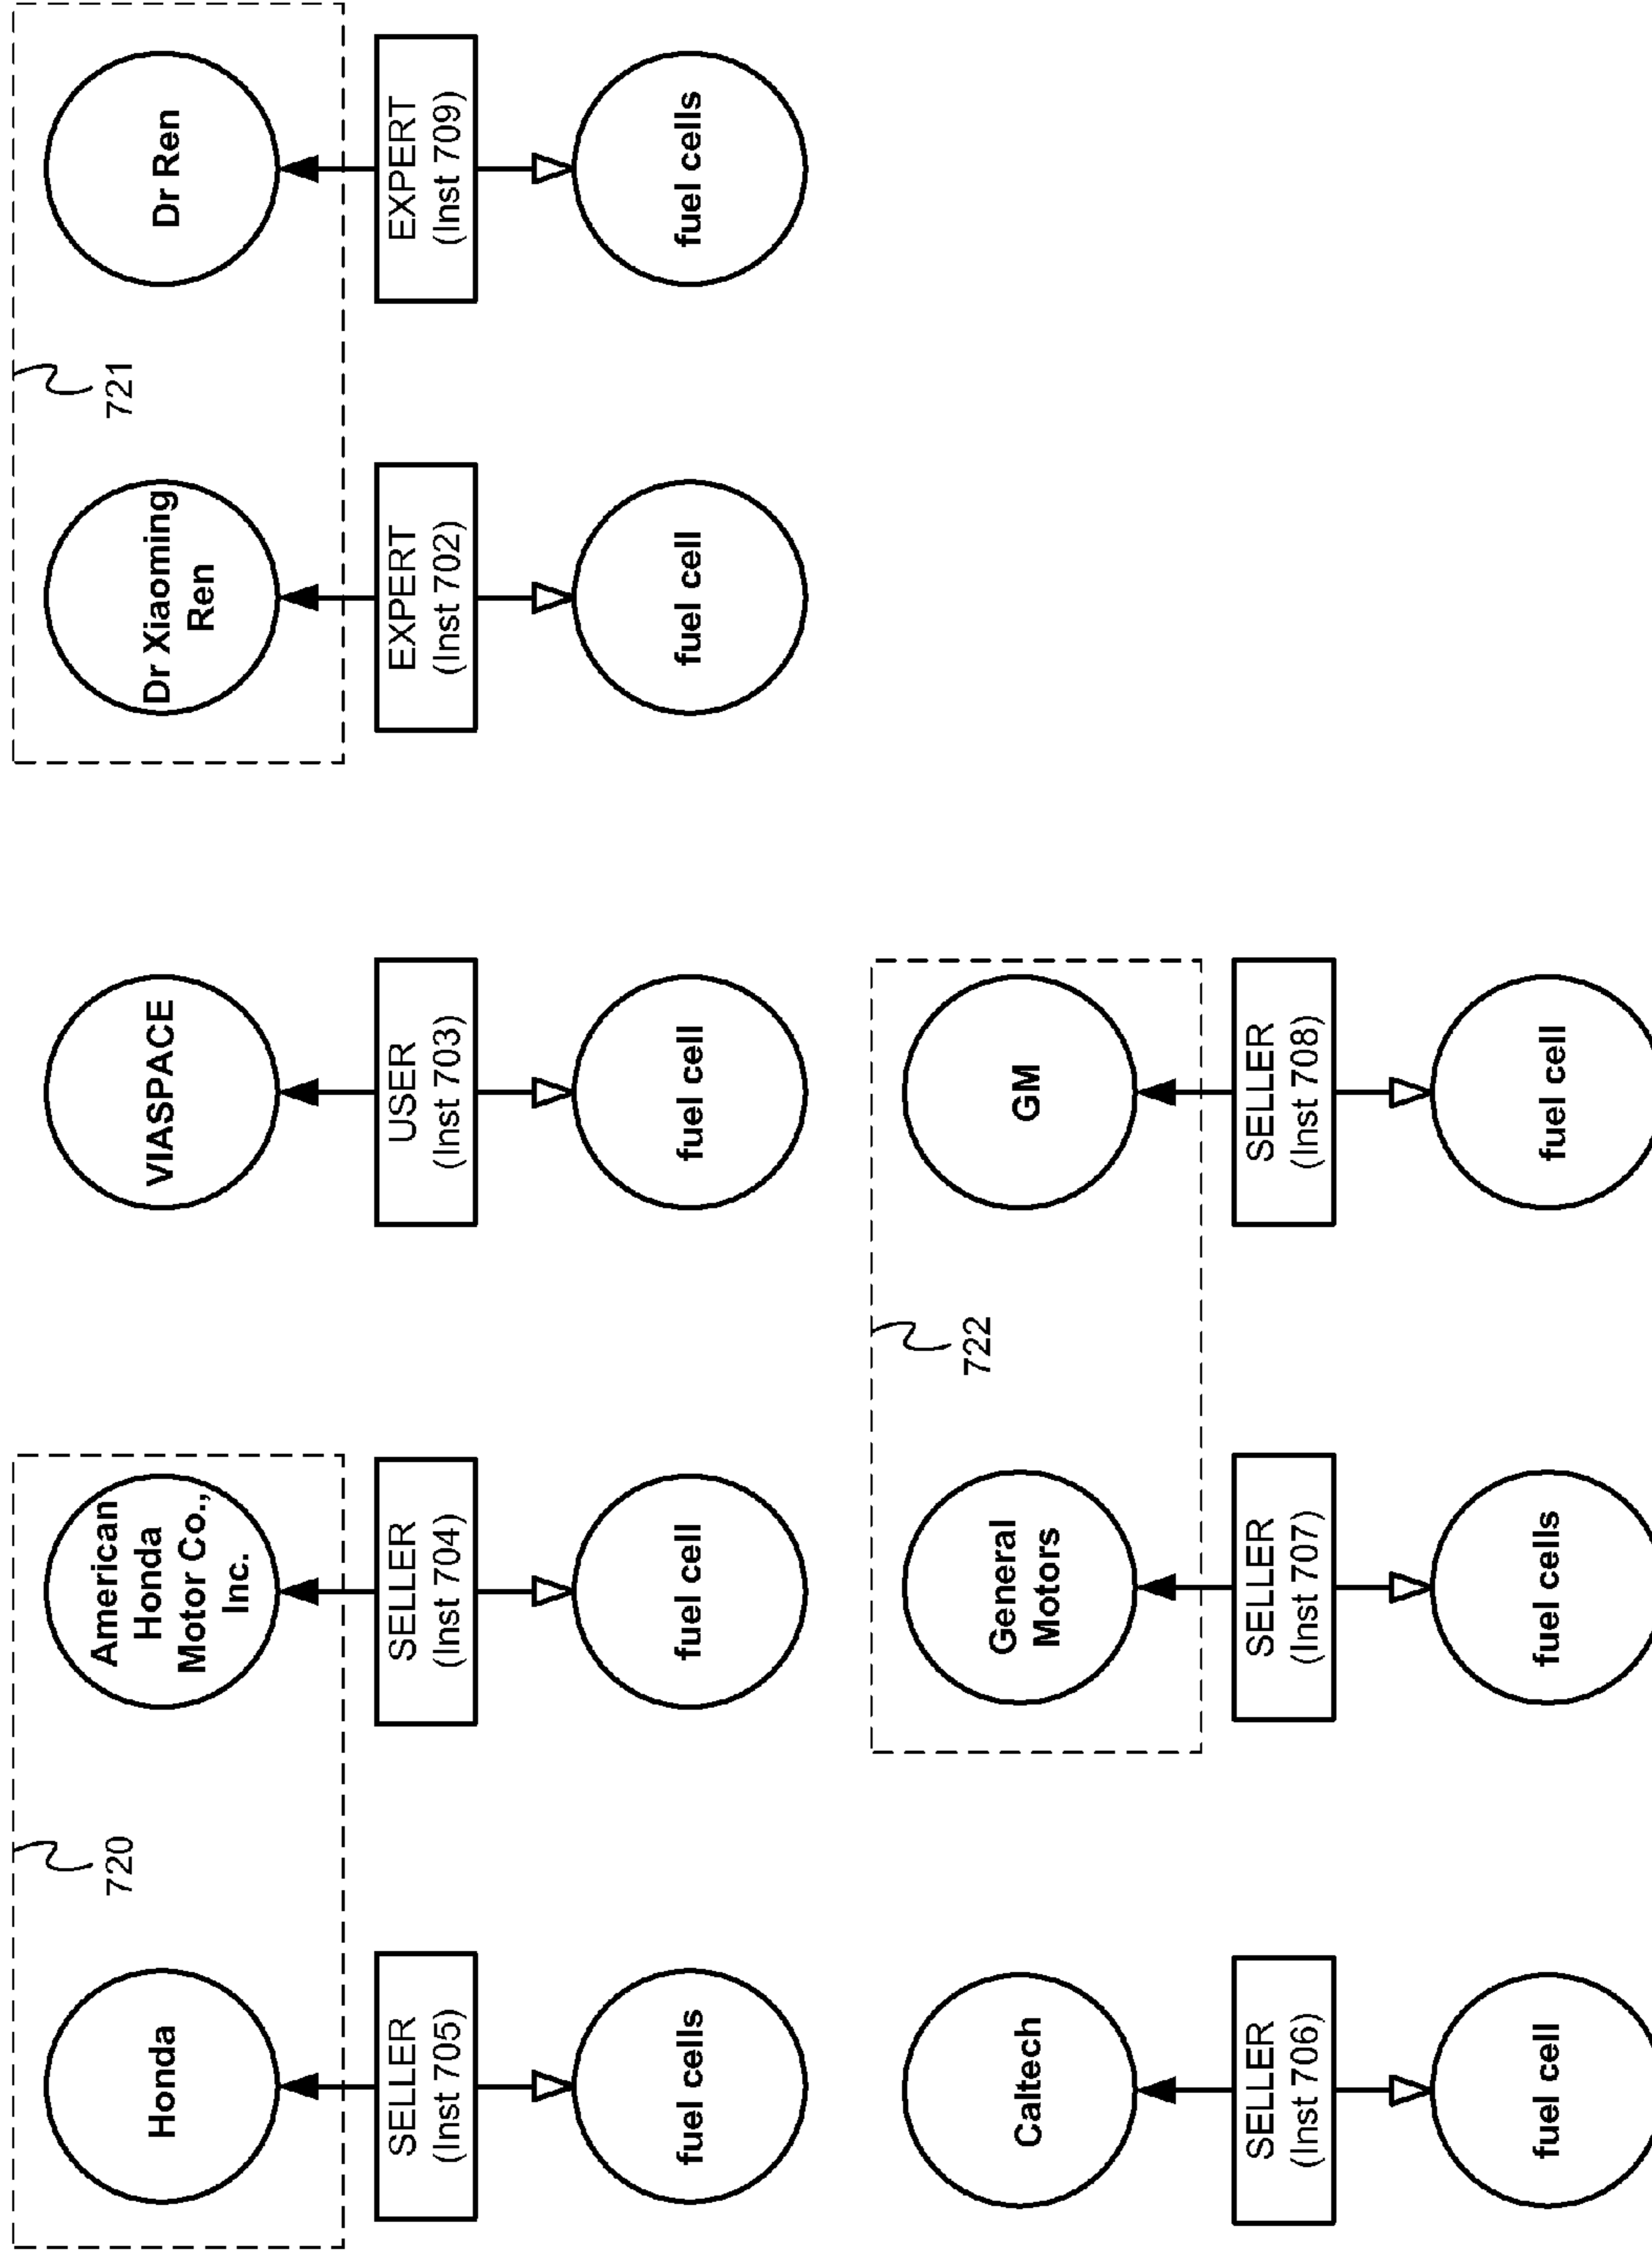 720
Honda
SELLER
(Inst 705)
fuel cells
American
Honda
Motor Co.,
Inc.
SELLER
(Inst 704)
fuel cell
VIASPACE
USER
(Inst 703)
fuel cell
721
Dr Xiaoming
Ren
EXPERT
(Inst 702)
fuel cell
Dr Ren
EXPERT
(Inst 709)
fuel cells
Caltech
SELLER
(Inst 706)
fuel cell
722
General
Motors
SELLER
(Inst 707)
fuel cells
GM
SELLER
(Inst 708)
fuel cell